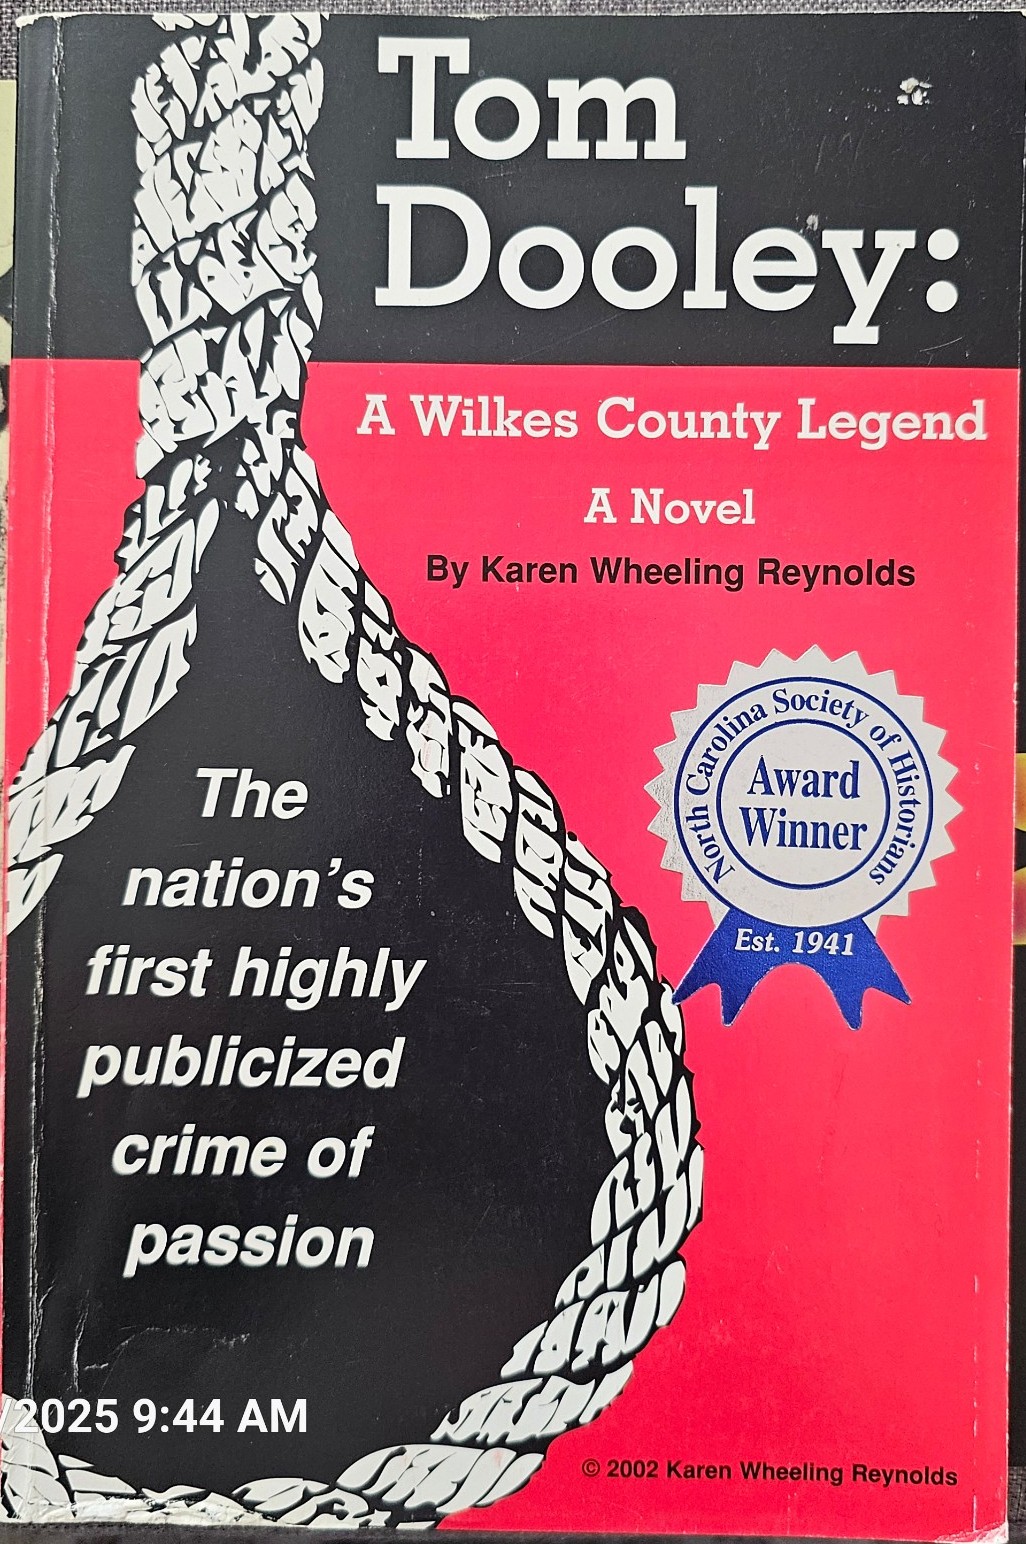 Tom
Dooley:
A Wilkes County Legend
A Novel
By Karen Wheeling Reynolds
North Carolina Society of Historians
Award
Winner
Est. 1941
The
nation's
first highly
publicized
crime of
passion
/2025 9:44 AM
© 2002 Karen Wheeling Reynolds